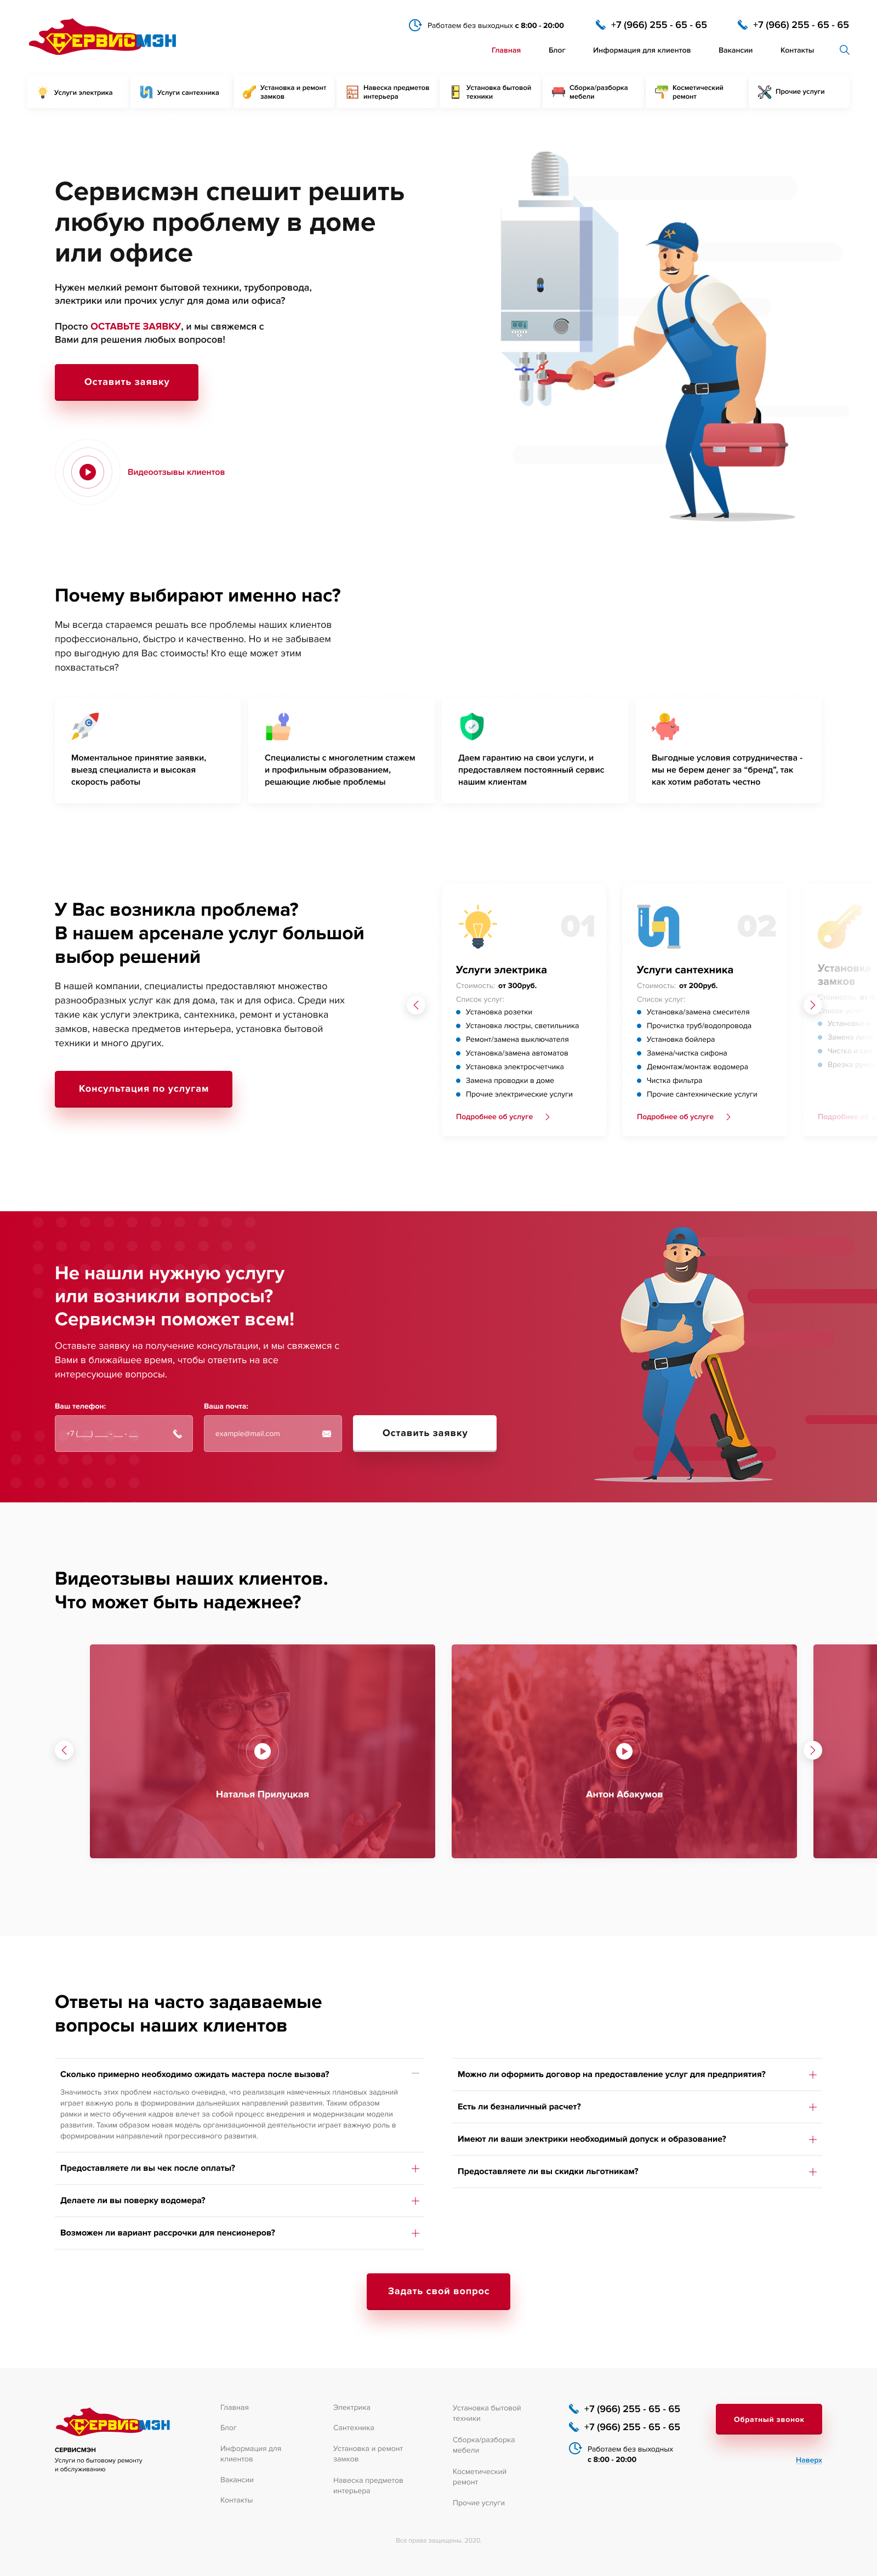 СЕРВИСМЭН
Работаем без выходных с 8:00 - 20:00
+7 (966) 255 - 65 - 65
+7 (966) 255 - 65 - 65
Главная
Блог
Информация для клиентов
Вакансии
Контакты
Услуги электрика
Услуги сантехника
Установка и ремонт
замков
Навеска предметов
интерьера
Установка бытовой
техники
Сборка/разборка
мебели
Косметический
ремонт
Прочие услуги
Сервисмэн спешит решить
любую проблему в доме
или офисе
Нужен мелкий ремонт бытовой техники, трубопровода,
электрики или прочих услуг для дома или офиса?
Просто ОСТАВЬТЕ ЗАЯВКУ, и мы свяжемся с
Вами для решения любых вопросов!
Оставить заявку
Видеоотзывы клиентов
Почему выбирают именно нас?
Мы всегда стараемся решать все проблемы наших клиентов
профессионально, быстро и качественно. Но и не забываем
про выгодную для Вас стоимость! Кто еще может этим
похвастаться?
Моментальное принятие заявки,
выезд специалиста и высокая
скорость работы
Специалисты с многолетним стажем
и профильным образованием,
решающие любые проблемы
Даем гарантию на свои услуги, и
предоставляем постоянный сервис
нашим клиентам
Выгодные условия сотрудничества -
мы не берем денег за “бренд”, так
как хотим работать честно
У Вас возникла проблема?
В нашем арсенале услуг большой
выбор решений
В нашей компании, специалисты предоставляют множество
разнообразных услуг как для дома, так и для офиса. Среди них
такие как услуги электрика, сантехника, ремонт и установка
замков, навеска предметов интерьера, установка бытовой
техники и много других.
Консультация по услугам
01
Услуги электрика
Стоимость: от 300руб.
Список услуг:
Установка розетки
Установка люстры, светильника
Ремонт/замена выключателя
Установка/замена автоматов
Установка электросчетчика
Замена проводки в доме
Прочие электрические услуги
Подробнее об услуге
02
Услуги сантехника
Стоимость: от 200руб.
Список услуг:
Установка/замена смесителя
Прочистка труб/водопровода
Установка бойлера
Замена/чистка сифона
Демонтаж/монтаж водомера
Чистка фильтра
Прочие сантехнические услуги
Подробнее об услуге
Установка
замков
Не нашли нужную услугу
или возникли вопросы?
Сервисмэн поможет всем!
Оставьте заявку на получение консультации, и мы свяжемся с
Вами в ближайшее время, чтобы ответить на все
интересующие вопросы.
Ваш телефон:
+7 (___) ___ - __ - __
Ваша почта:
example@mail.com
Оставить заявку
Видеотзывы наших клиентов.
Что может быть надежнее?
Наталья Прилуцкая
Антон Абакумов
Ответы на часто задаваемые
вопросы наших клиентов
Сколько примерно необходимо ожидать мастера после вызова?
Значимость этих проблем настолько очевидна, что реализация намеченных плановых заданий
играет важную роль в формировании дальнейших направлений развития. Таким образом
рамки и место обучения кадров влечет за собой процесс внедрения и модернизации модели
развития. Таким образом новая модель организационной деятельности играет важную роль в
формировании направлений прогрессивного развития.
Предоставляете ли вы чек после оплаты?
Делаете ли вы поверку водомера?
Возможен ли вариант рассрочки для пенсионеров?
Можно ли оформить договор на предоставление услуг для предприятия?
Есть ли безналичный расчет?
Имеют ли ваши электрики необходимый допуск и образование?
Предоставляете ли вы скидки льготникам?
Задать свой вопрос
СЕРВИСМЭН
СЕРВИСМЭН
Услуги по бытовому ремонту
и обслуживанию
Главная
Блог
Информация для
клиентов
Вакансии
Контакты
Электрика
Сантехника
Установка и ремонт
замков
Навеска предметов
интерьера
Установка бытовой
техники
Сборка/разборка
мебели
Косметический
ремонт
Прочие услуги
+7 (966) 255 - 65 - 65
+7 (966) 255 - 65 - 65
Работаем без выходных
с 8:00 - 20:00
Обратный звонок
Наверх
Все права защищены. 2020.